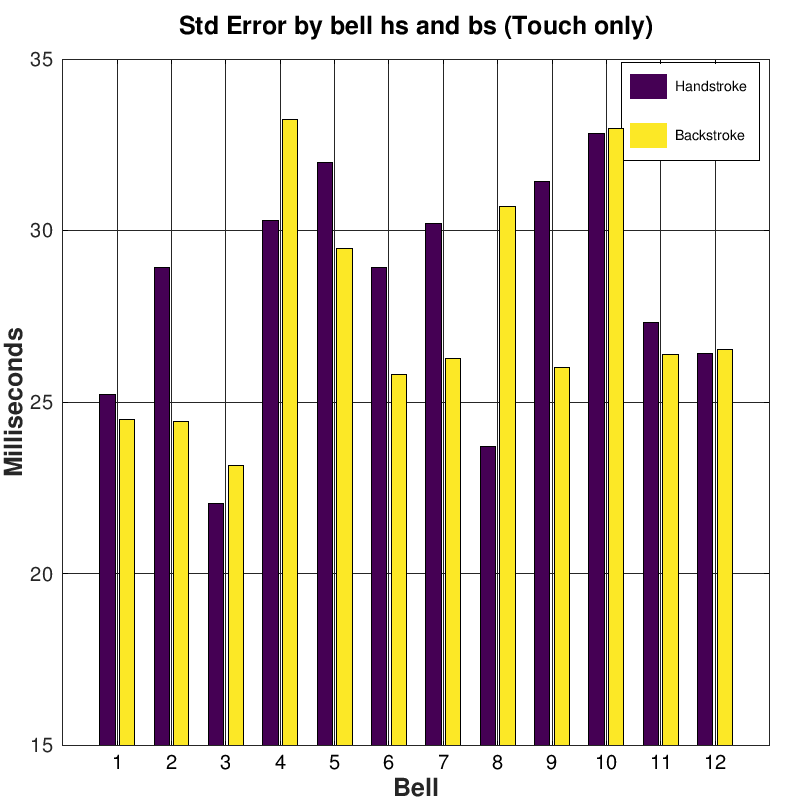 Std Error by bell hs and bs (Touch only)
Handstroke
Backstroke
35
30
25
20
15
Milliseconds
1 2 3 4 5 6 7 8 9 10 11 12
Bell